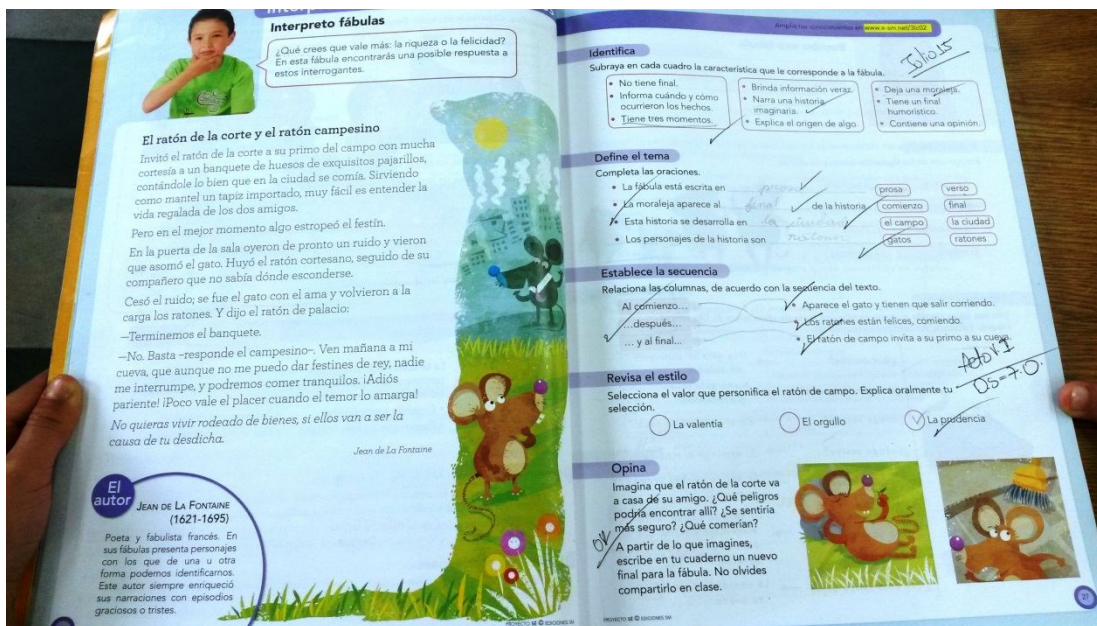 Interpreto fábulas
¿Qué crees que vale más: la riqueza o la felicidad?
En esta fábula encontrarás una posible respuesta a
estos interrogantes.
El ratón de la corte y el ratón campesino
Invitó el ratón de la corte a su primo del campo con mucha
cortesía a un banquete de huesos de exquisitos pajarillos,
contándole lo bien que en la ciudad se comía. Sirviendo
como mantel un tapiz importado, muy fácil es entender la
vida regalada de los dos amigos.
Pero en el mejor momento algo estropeó el festín.
En la puerta de la sala oyeron de pronto un ruido y vieron
que asomó el gato. Huyó el ratón cortesano, seguido de su
compañero que no sabía dónde esconderse.
Cesó el ruido; se fue el gato con el ama y volvieron a la
carga los ratones. Y dijo el ratón de palacio:
—Terminemos el banquete.
—No. Basta –responde el campesino–. Ven mañana a mi
cueva, que aunque no me puedo dar festines de rey, nadie
me interrumpe, y podremos comer tranquilos. ¡Adiós
pariente! ¡Poco vale el placer cuando el temor lo amarga!
No quieras vivir rodeado de bienes, si ellos van a ser la
causa de tu desdicha.
Jean de La Fontaine
El
autor
JEAN DE LA FONTAINE
(1621-1695)
Poeta y fabulista francés. En
sus fábulas presenta personajes
con los que de una u otra
forma podemos identificarnos.
Este autor siempre enriqueció
sus narraciones con episodios
graciosos o tristes.
PROYECTO SÉ © EDICIONES SM
Ampliar tus conocimientos en www.e-sm.net/3lc02
Identifica
Julio 15
Subraya en cada cuadro la característica que le corresponde a la fábula.
• No tiene final.
• Informa cuándo y cómo
ocurrieron los hechos.
• Tiene tres momentos.
• Brinda información veraz.
• Narra una historia
imaginaria.
• Explica el origen de algo.
• Deja una moraleja.
• Tiene un final
humorístico.
• Contiene una opinión.
Define el tema
Completa las oraciones.
• La fábula está escrita en prosa prosa verso
• La moraleja aparece al final de la historia. comienzo final
• Esta historia se desarrolla en la ciudad el campo la ciudad
• Los personajes de la historia son ratones gatos ratones
Establece la secuencia
Relaciona las columnas, de acuerdo con la secuencia del texto.
Al comienzo... • Aparece el gato y tienen que salir corriendo.
...después... • Los ratones están felices, comiendo.
... y al final... • El ratón de campo invita a su primo a su cueva.
Revisa el estilo
Selecciona el valor que personifica el ratón de campo. Explica oralmente tu
selección.
La valentía El orgullo La prudencia
Opina
Imagina que el ratón de la corte va
a casa de su amigo. ¿Qué peligros
podría encontrar allí? ¿Se sentiría
más seguro? ¿Qué comerían?
A partir de lo que imagines,
escribe en tu cuaderno un nuevo
final para la fábula. No olvides
compartirlo en clase.
PROYECTO SÉ © EDICIONES SM
27